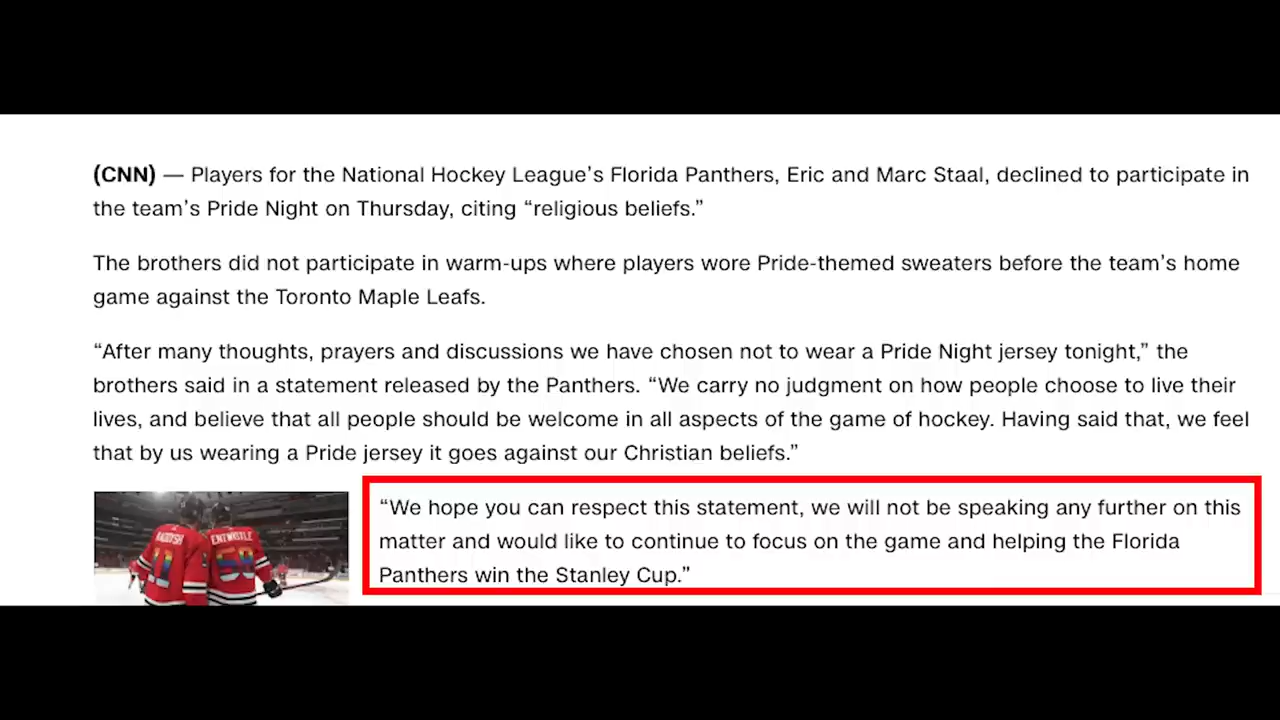 (CNN) — Players for the National Hockey League’s Florida Panthers, Eric and Marc Staal, declined to participate in
the team’s Pride Night on Thursday, citing “religious beliefs.”
The brothers did not participate in warm-ups where players wore Pride-themed sweaters before the team’s home
game against the Toronto Maple Leafs.
“After many thoughts, prayers and discussions we have chosen not to wear a Pride Night jersey tonight,” the
brothers said in a statement released by the Panthers. “We carry no judgment on how people choose to live their
lives, and believe that all people should be welcome in all aspects of the game of hockey. Having said that, we feel
that by us wearing a Pride jersey it goes against our Christian beliefs.”
“We hope you can respect this statement, we will not be speaking any further on this
matter and would like to continue to focus on the game and helping the Florida
Panthers win the Stanley Cup.”
RADDYSH
11
ENTWISTLE
58